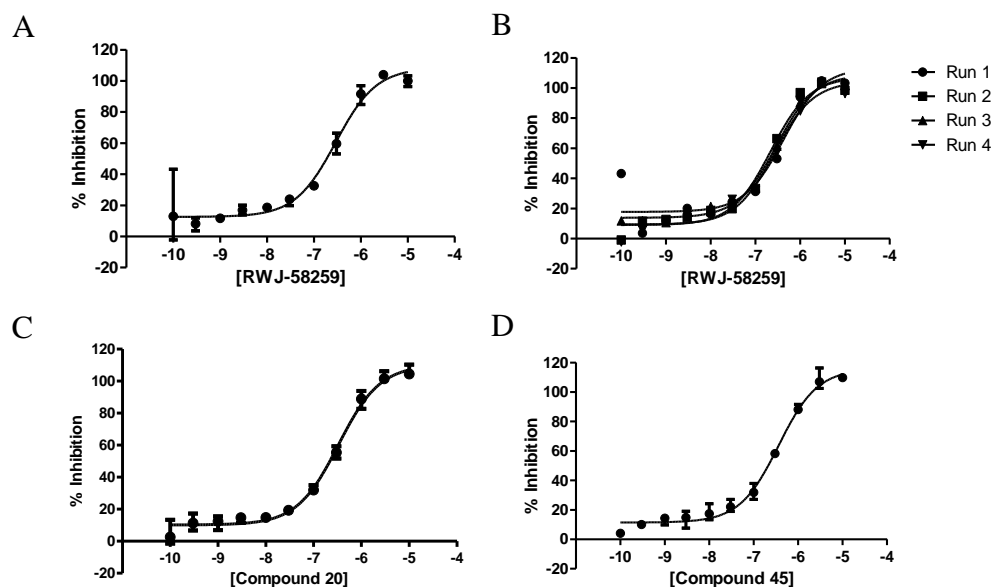 A
120
100
80
60
40
20
0
-20
-10 -9 -8 -7 -6 -5 -4
% Inhibition
[RWJ-58259]
B
120
100
80
60
40
20
0
-20
-10 -9 -8 -7 -6 -5 -4
% Inhibition
[RWJ-58259]
Run 1
Run 2
Run 3
Run 4
C
120
100
80
60
40
20
0
-20
-10 -9 -8 -7 -6 -5 -4
% Inhibition
[Compound 20]
D
120
100
80
60
40
20
0
-20
-10 -9 -8 -7 -6 -5 -4
% Inhibition
[Compound 45]